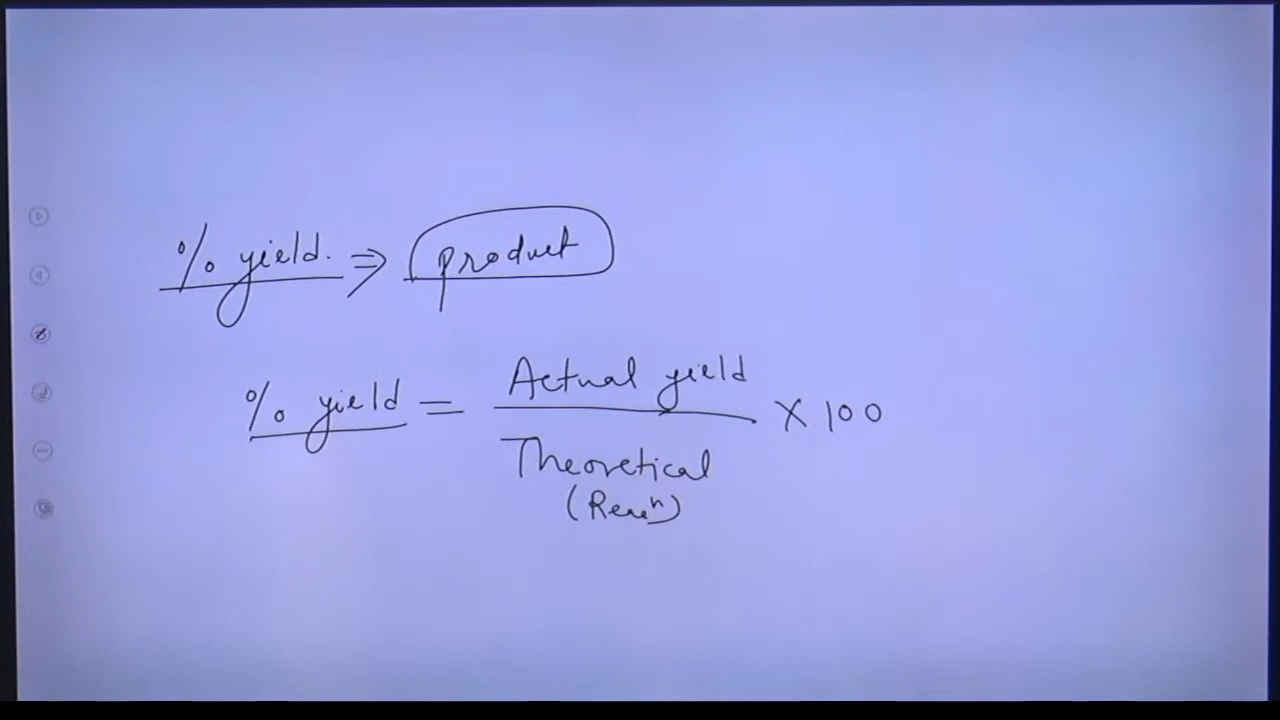 % yield. ⇒ product
% yield = Actual yield / Theoretical × 100
(Reacⁿ)